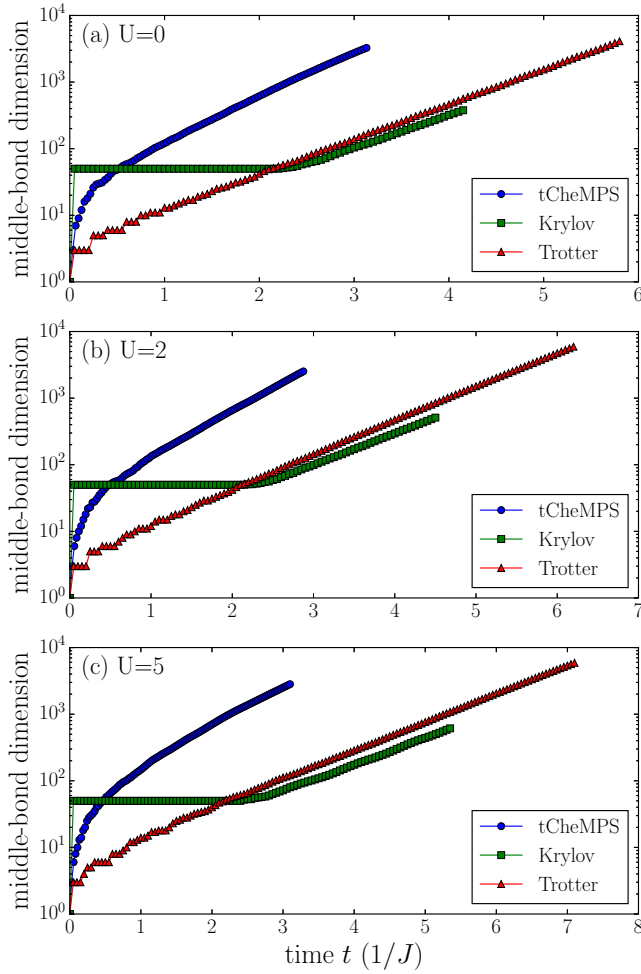 (a) U=0
middle-bond dimension
10^4
10^3
10^2
10^1
10^0
0 1 2 3 4 5 6
tCheMPS
Krylov
Trotter
(b) U=2
middle-bond dimension
10^4
10^3
10^2
10^1
10^0
0 1 2 3 4 5 6 7
tCheMPS
Krylov
Trotter
(c) U=5
middle-bond dimension
10^4
10^3
10^2
10^1
10^0
0 1 2 3 4 5 6 7 8
tCheMPS
Krylov
Trotter
time t (1/J)